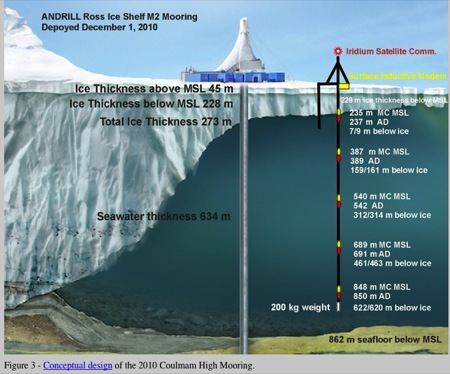 ANDRILL Ross Ice Shelf M2 Mooring
Depoyed December 1, 2010
Iridium Satellite Comm.
Surface Inductive Modem
Ice Thickness above MSL 45 m
Ice Thickness below MSL 228 m
228 m ice thickness below MSL
Total Ice Thickness 273 m
235 m MC MSL
237 m AD
7/9 m below ice
387 m MC MSL
389 AD
159/161 m below ice
540 m MC MSL
542 AD
312/314 m below ice
Seawater thickness 634 m
689 m MC MSL
691 m AD
461/463 m below ice
848 m MC MSL
850 m AD
200 kg weight
622/620 m below ice
862 m seafloor below MSL
Figure 3 - Conceptual design of the 2010 Coulmam High Mooring.